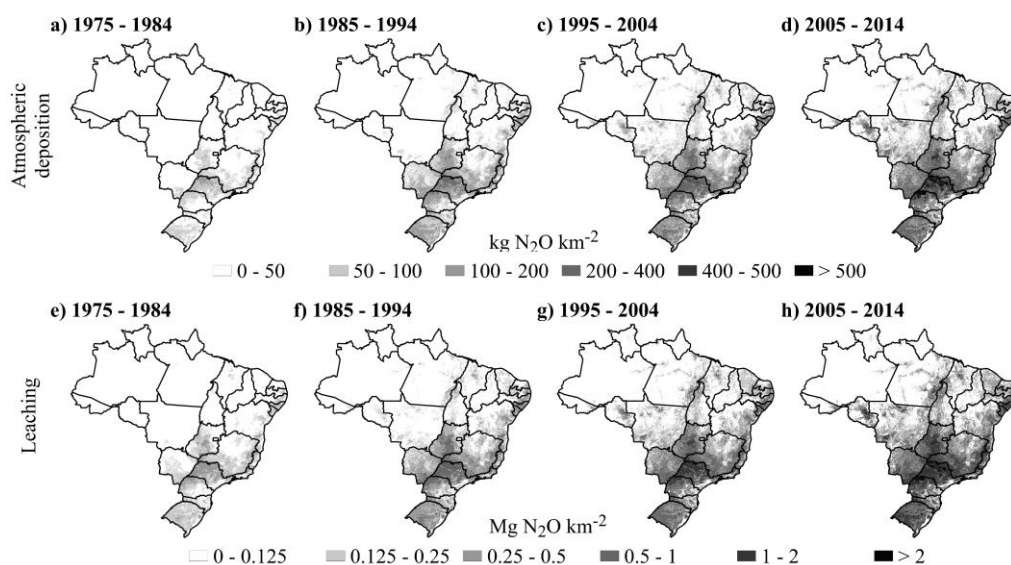 a) 1975 - 1984 b) 1985 - 1994 c) 1995 - 2004 d) 2005 - 2014
Atmospheric
deposition
kg N₂O km⁻²
0 - 50 50 - 100 100 - 200 200 - 400 400 - 500 > 500
e) 1975 - 1984 f) 1985 - 1994 g) 1995 - 2004 h) 2005 - 2014
Leaching
Mg N₂O km⁻²
0 - 0.125 0.125 - 0.25 0.25 - 0.5 0.5 - 1 1 - 2 > 2